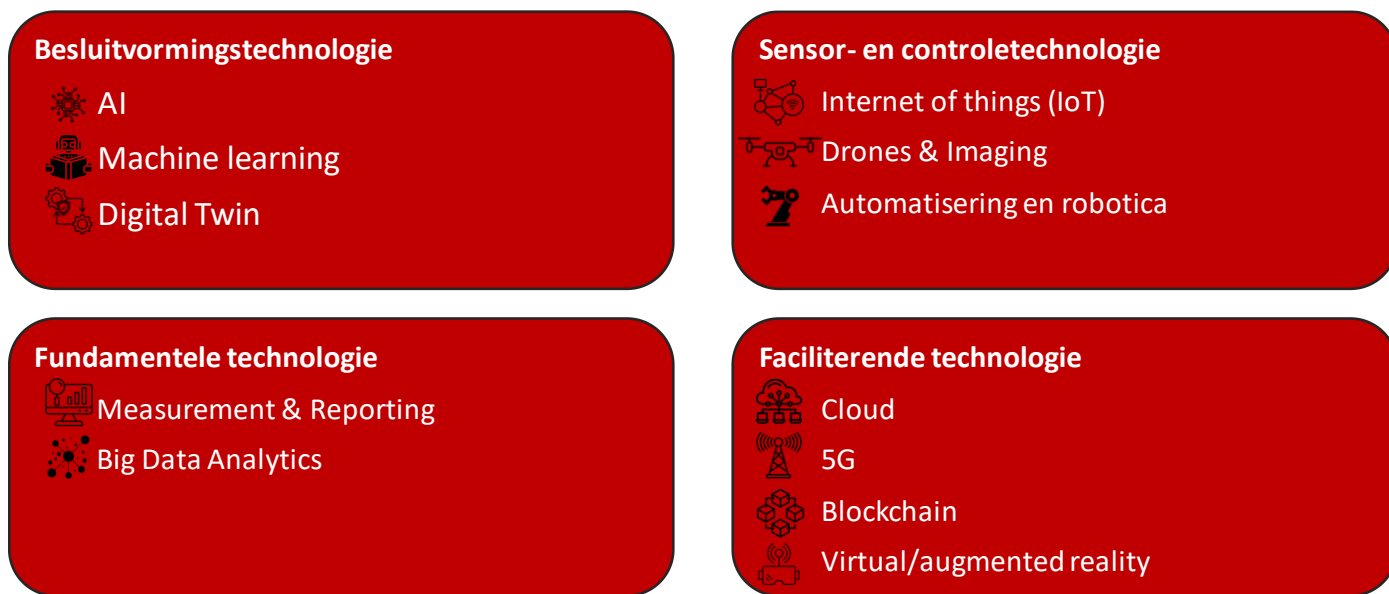 Besluitvormingstechnologie
AI
Machine learning
Digital Twin
Sensor- en controletechnologie
Internet of things (IoT)
Drones & Imaging
Automatisering en robotica
Fundamentele technologie
Measurement & Reporting
Big Data Analytics
Faciliterende technologie
Cloud
5G
Blockchain
Virtual/augmented reality